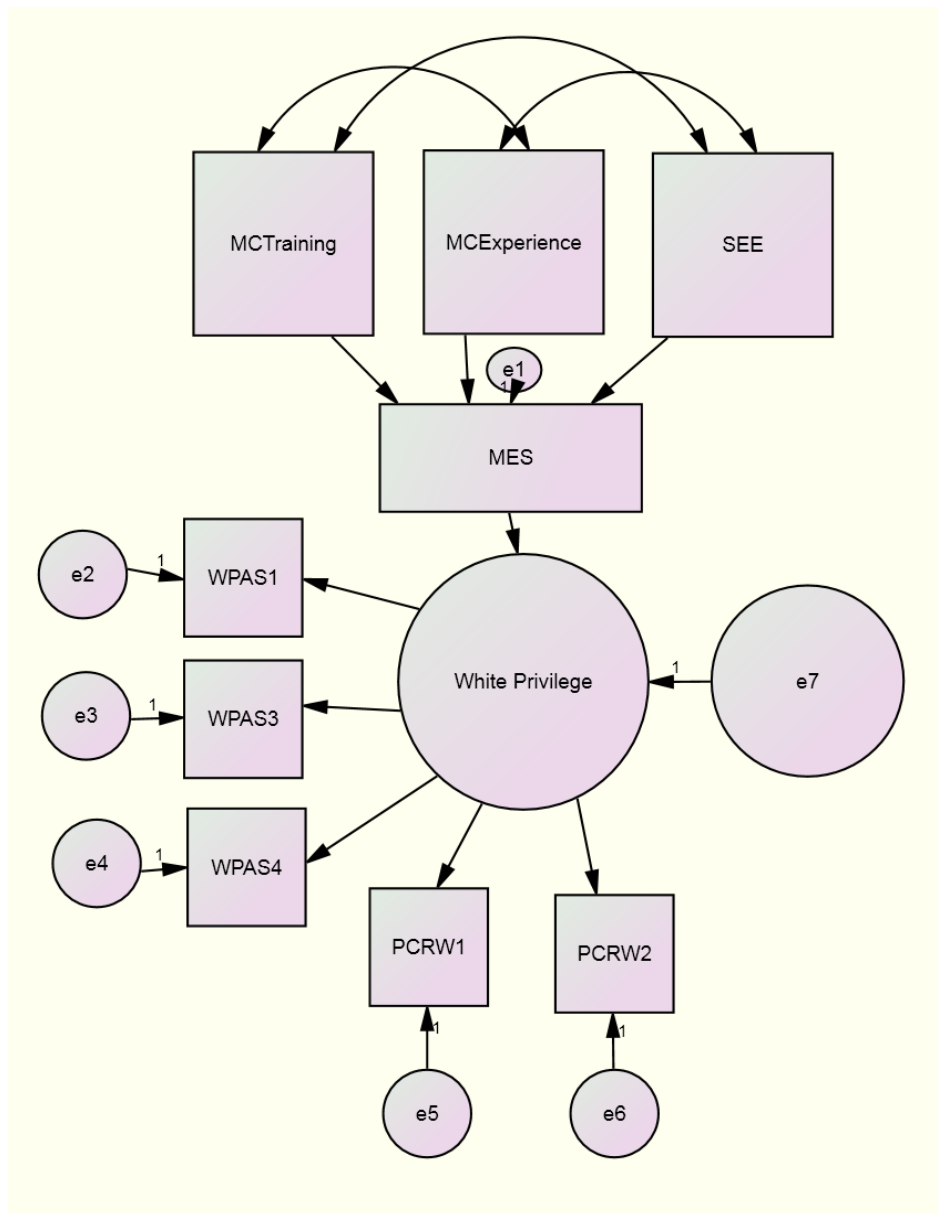 MCTraining
MCExperience
SEE
e1
1
MES
e2
1
WPAS1
White Privilege
1
e7
e3
1
WPAS3
e4
1
WPAS4
PCRW1
PCRW2
1
1
e5
e6